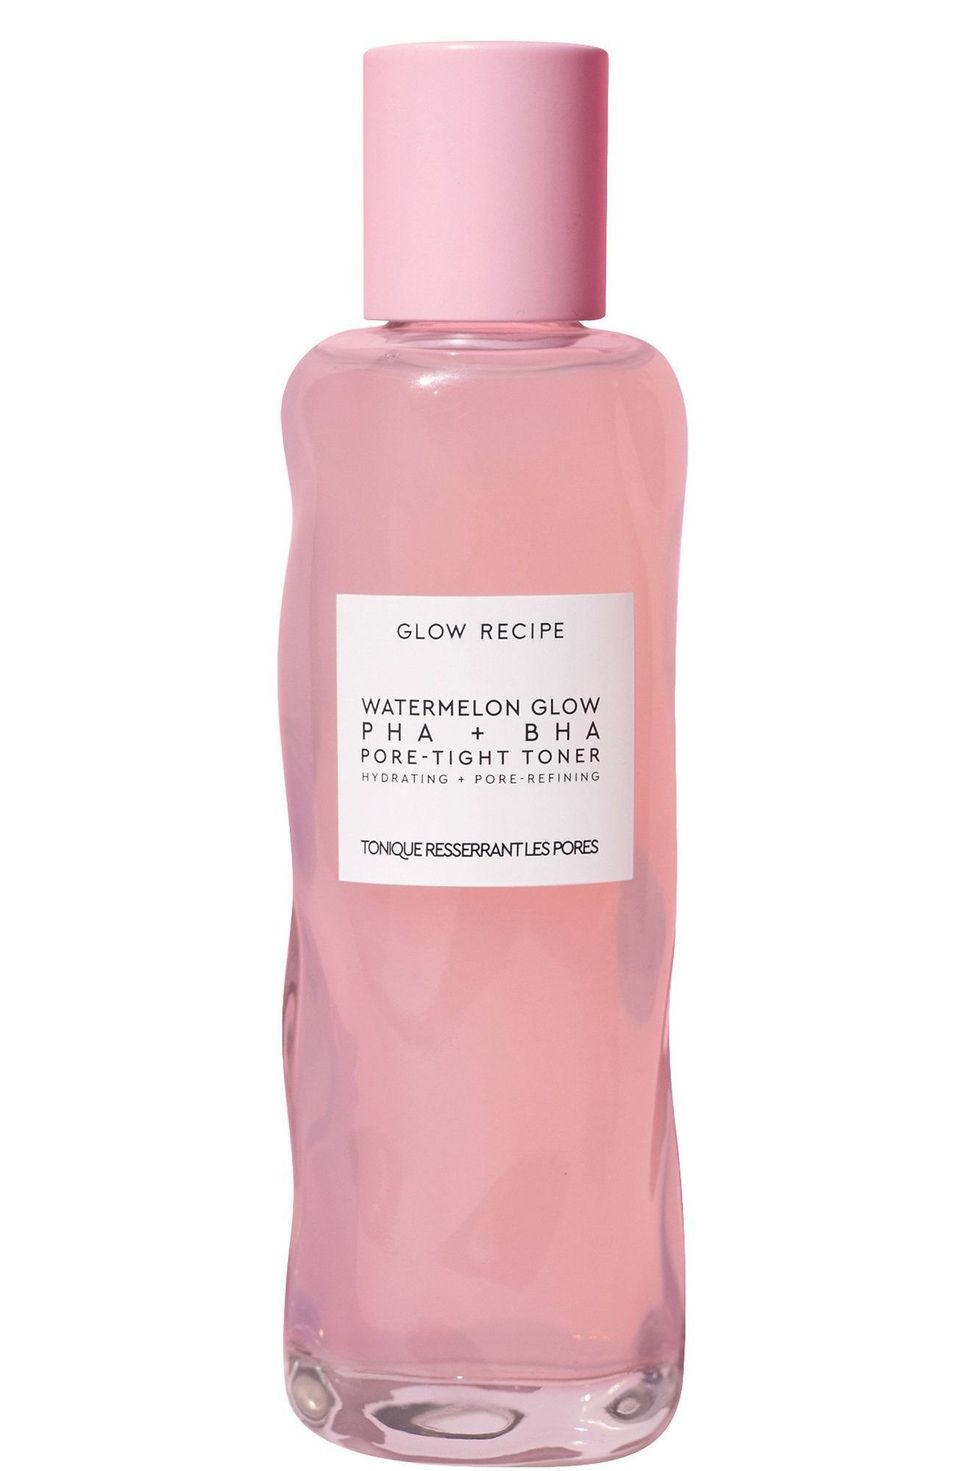 GLOW RECIPE
WATERMELON GLOW
PHA + BHA
PORE-TIGHT TONER
HYDRATING + PORE-REFINING
TONIQUE RESSERRANT LES PORES